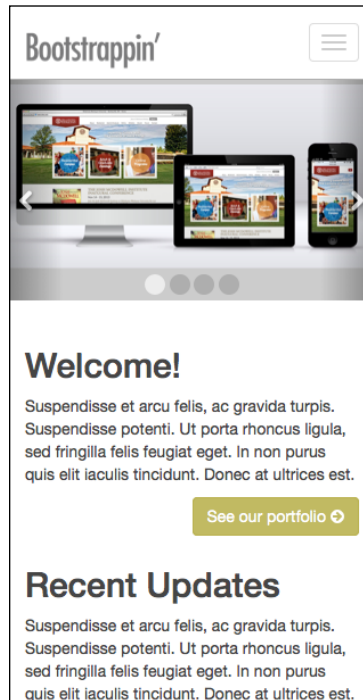 Bootstrappin’
Welcome!
Suspendisse et arcu felis, ac gravida turpis.
Suspendisse potenti. Ut porta rhoncus ligula,
sed fringilla felis feugiat eget. In non purus
quis elit iaculis tincidunt. Donec at ultrices est.
See our portfolio
Recent Updates
Suspendisse et arcu felis, ac gravida turpis.
Suspendisse potenti. Ut porta rhoncus ligula,
sed fringilla felis feugiat eget. In non purus
quis elit iaculis tincidunt. Donec at ultrices est.